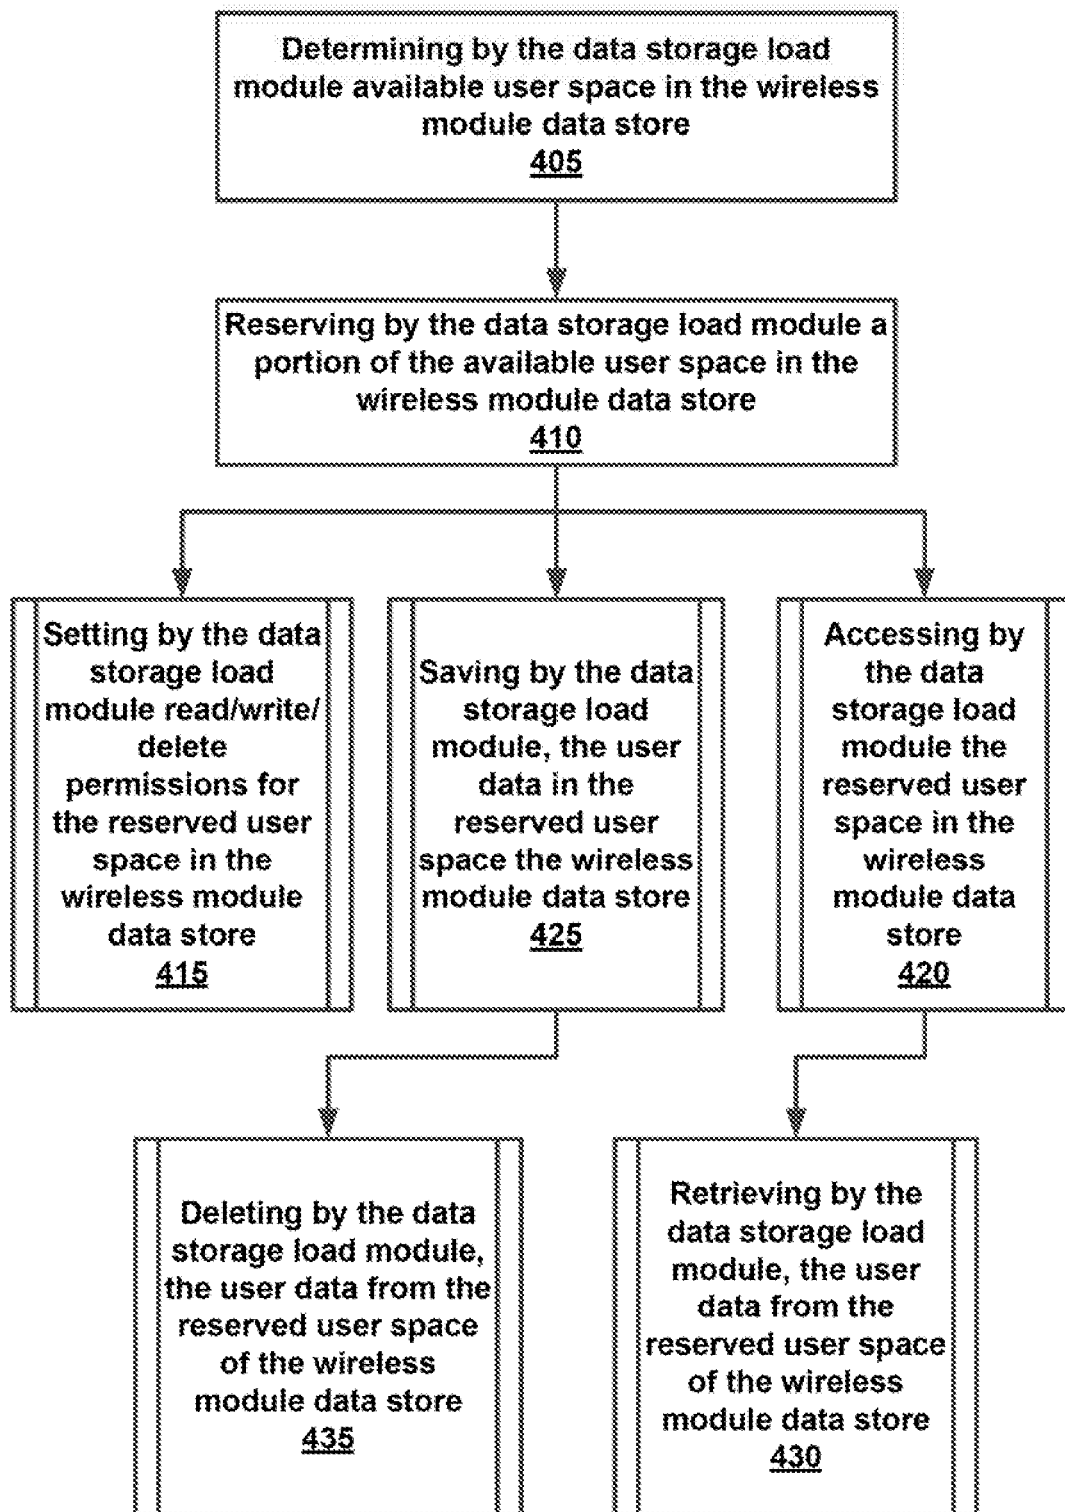 Determining by the data storage load
module available user space in the wireless
module data store
405
Reserving by the data storage load module a
portion of the available user space in the
wireless module data store
410
Setting by the data
storage load
module read/write/
delete
permissions for
the reserved user
space in the
wireless module
data store
415
Saving by the data
storage load
module, the user
data in the
reserved user
space the wireless
module data store
425
Accessing by
the data
storage load
module the
reserved user
space in the
wireless
module data
store
420
Deleting by the data
storage load module,
the user data from the
reserved user space
of the wireless
module data store
435
Retrieving by the
data storage load
module, the user
data from the
reserved user space
of the wireless
module data store
430